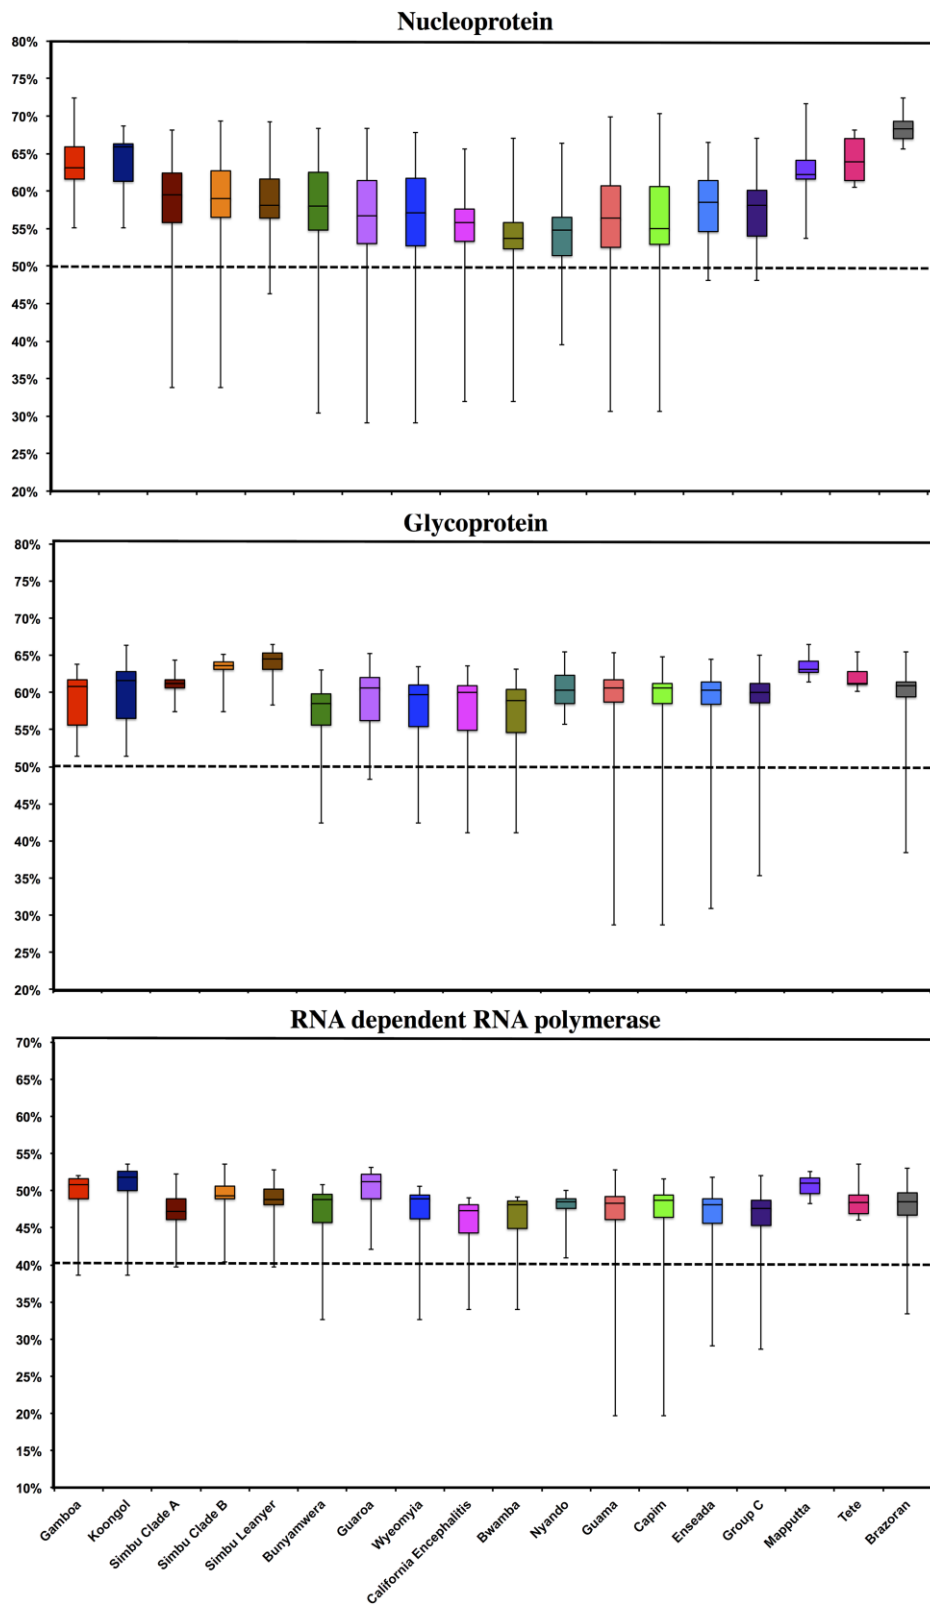 Nucleoprotein
80%
75%
70%
65%
60%
55%
50%
45%
40%
35%
30%
25%
20%
Glycoprotein
80%
75%
70%
65%
60%
55%
50%
45%
40%
35%
30%
25%
20%
RNA dependent RNA polymerase
70%
65%
60%
55%
50%
45%
40%
35%
30%
25%
20%
15%
10%
Gamboa
Koongol
Simbu Clade A
Simbu Clade B
Simbu Leanyer
Bunyamwera
Guaroa
Wyeomyia
California Encephalitis
Bwamba
Nyando
Guama
Capim
Enseada
Group C
Mapputta
Tete
Brazoran